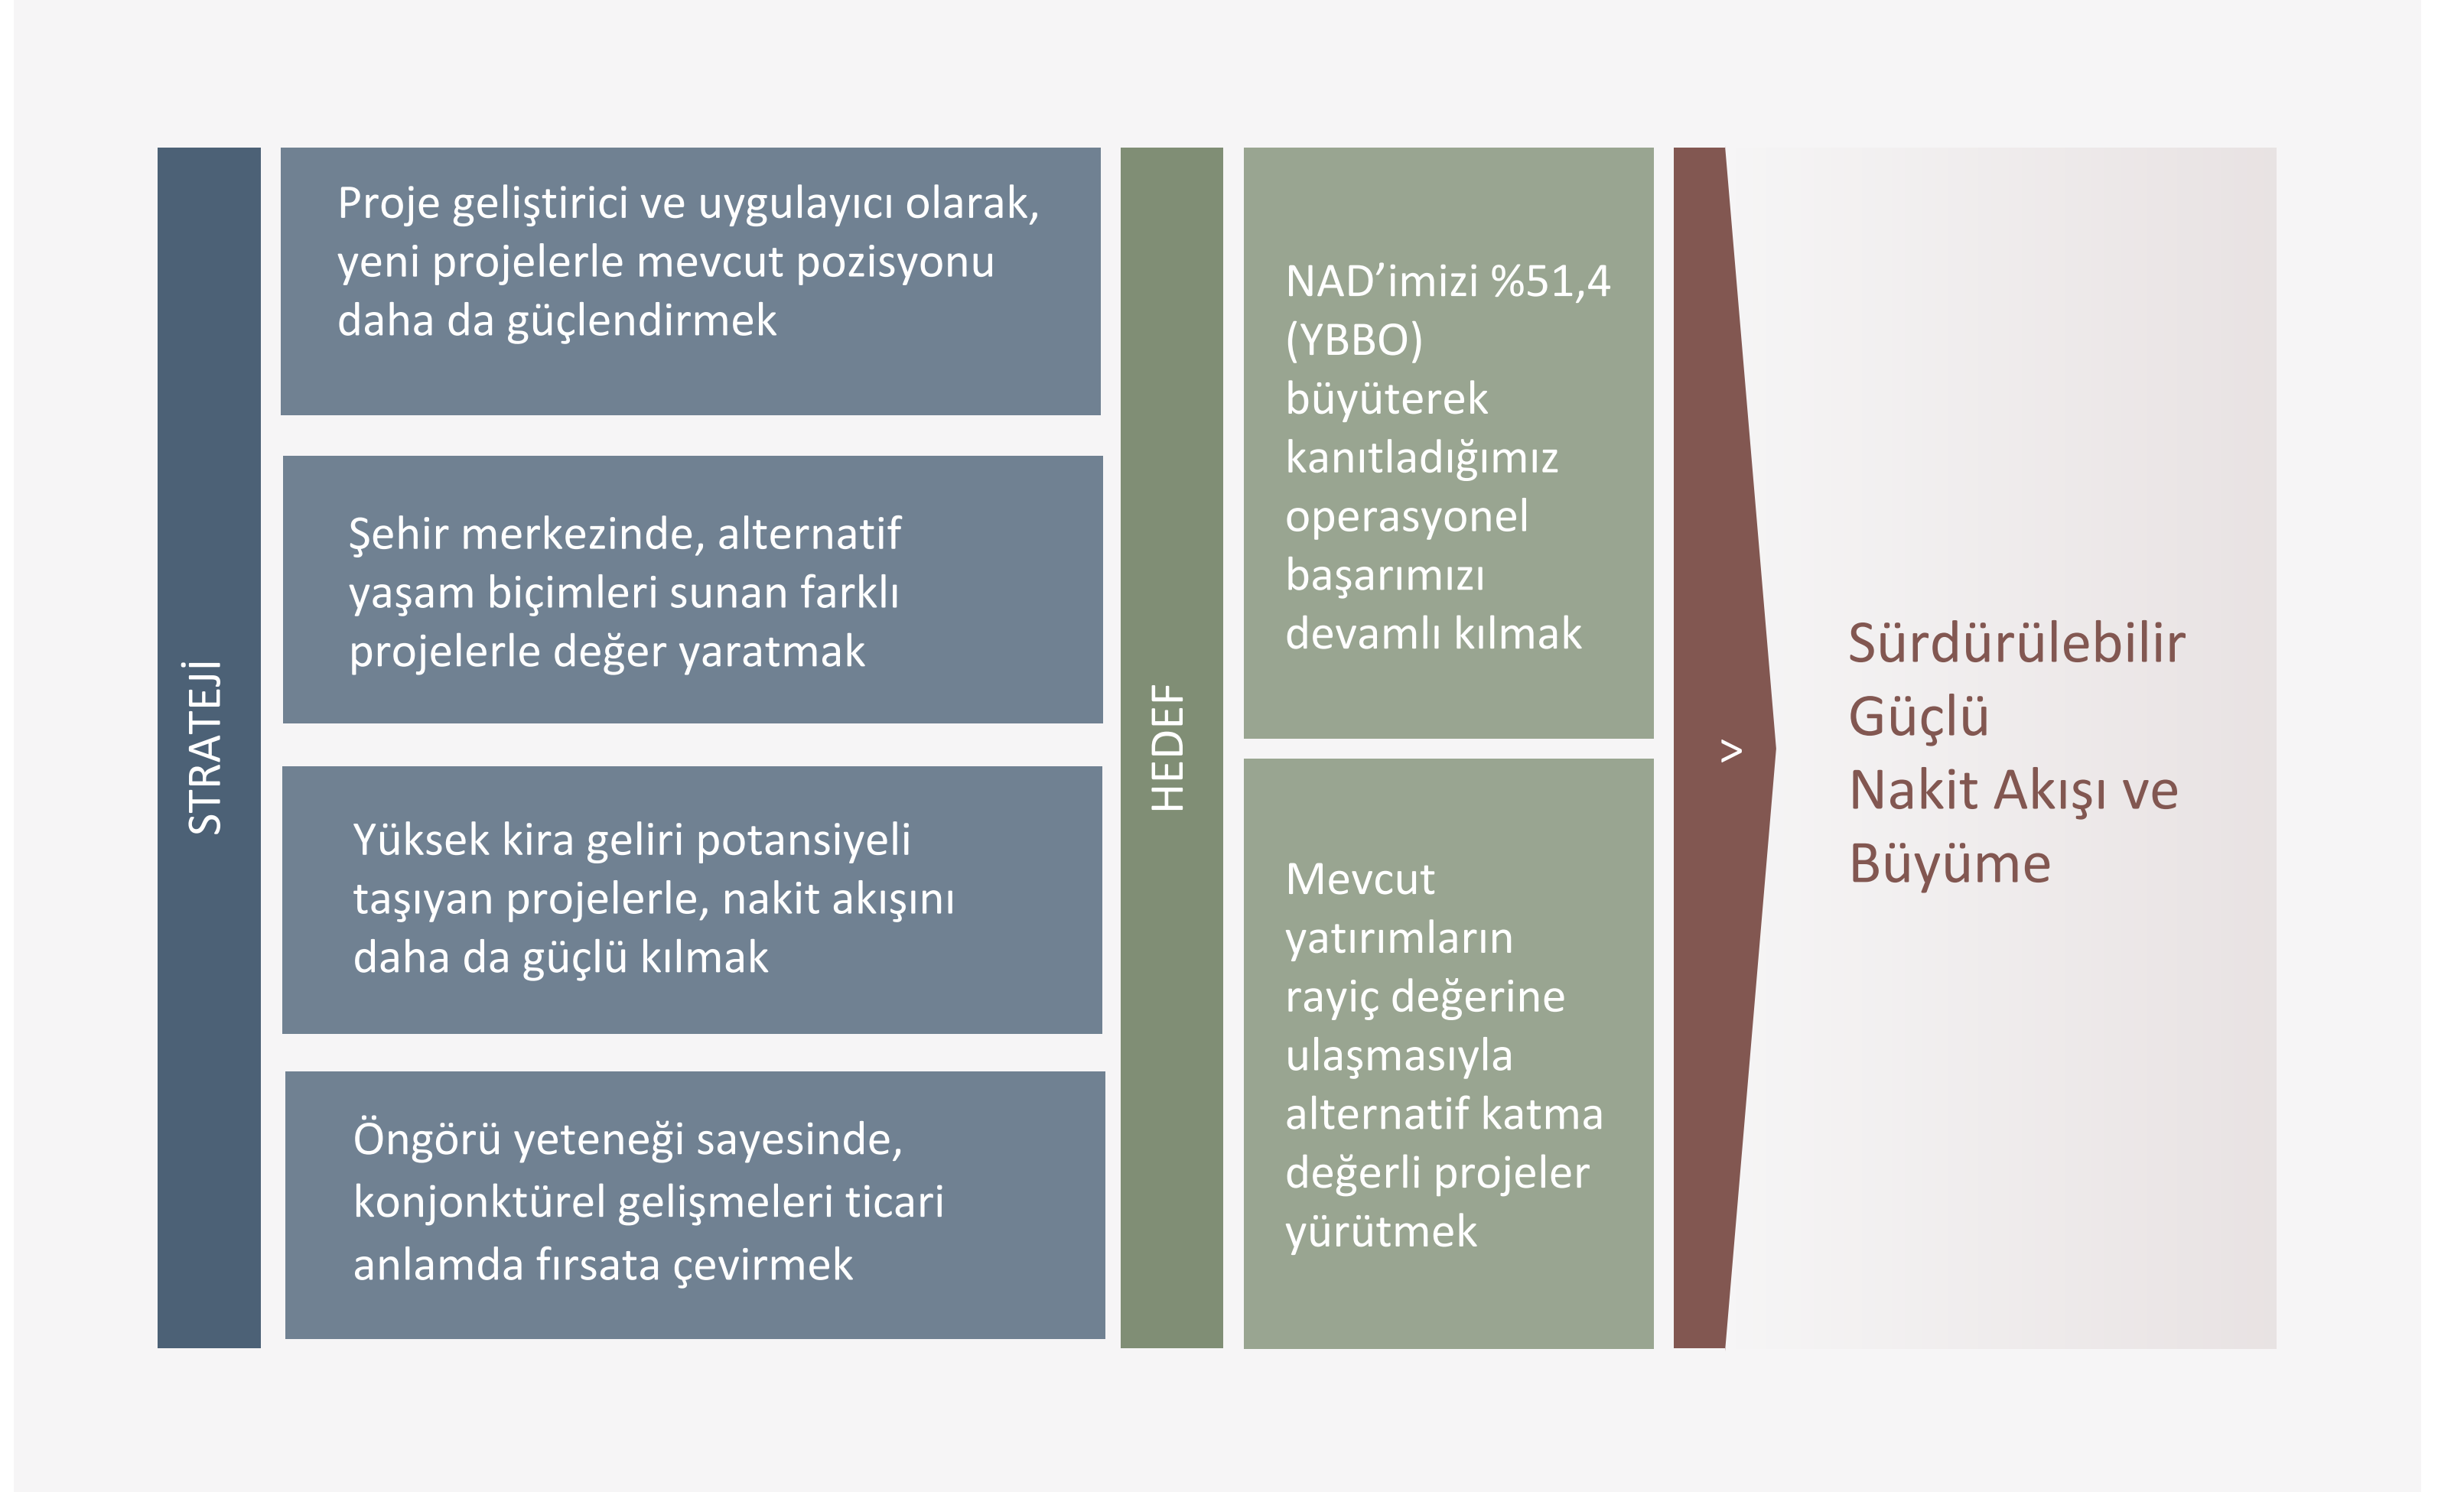 STRATEJİ
Proje geliştirici ve uygulayıcı olarak,
yeni projelerle mevcut pozisyonu
daha da güçlendirmek
Şehir merkezinde, alternatif
yaşam biçimleri sunan farklı
projelerle değer yaratmak
Yüksek kira geliri potansiyeli
taşıyan projelerle, nakit akışını
daha da güçlü kılmak
Öngörü yeteneği sayesinde,
konjonktürel gelişmeleri ticari
anlamda fırsata çevirmek
HEDEF
NAD’imizi %51,4
(YBBO)
büyüterek
kanıtladığımız
operasyonel
başarımızı
devamlı kılmak
Mevcut
yatırımların
rayiç değerine
ulaşmasıyla
alternatif katma
değerli projeler
yürütmek
>
Sürdürülebilir
Güçlü
Nakit Akışı ve
Büyüme